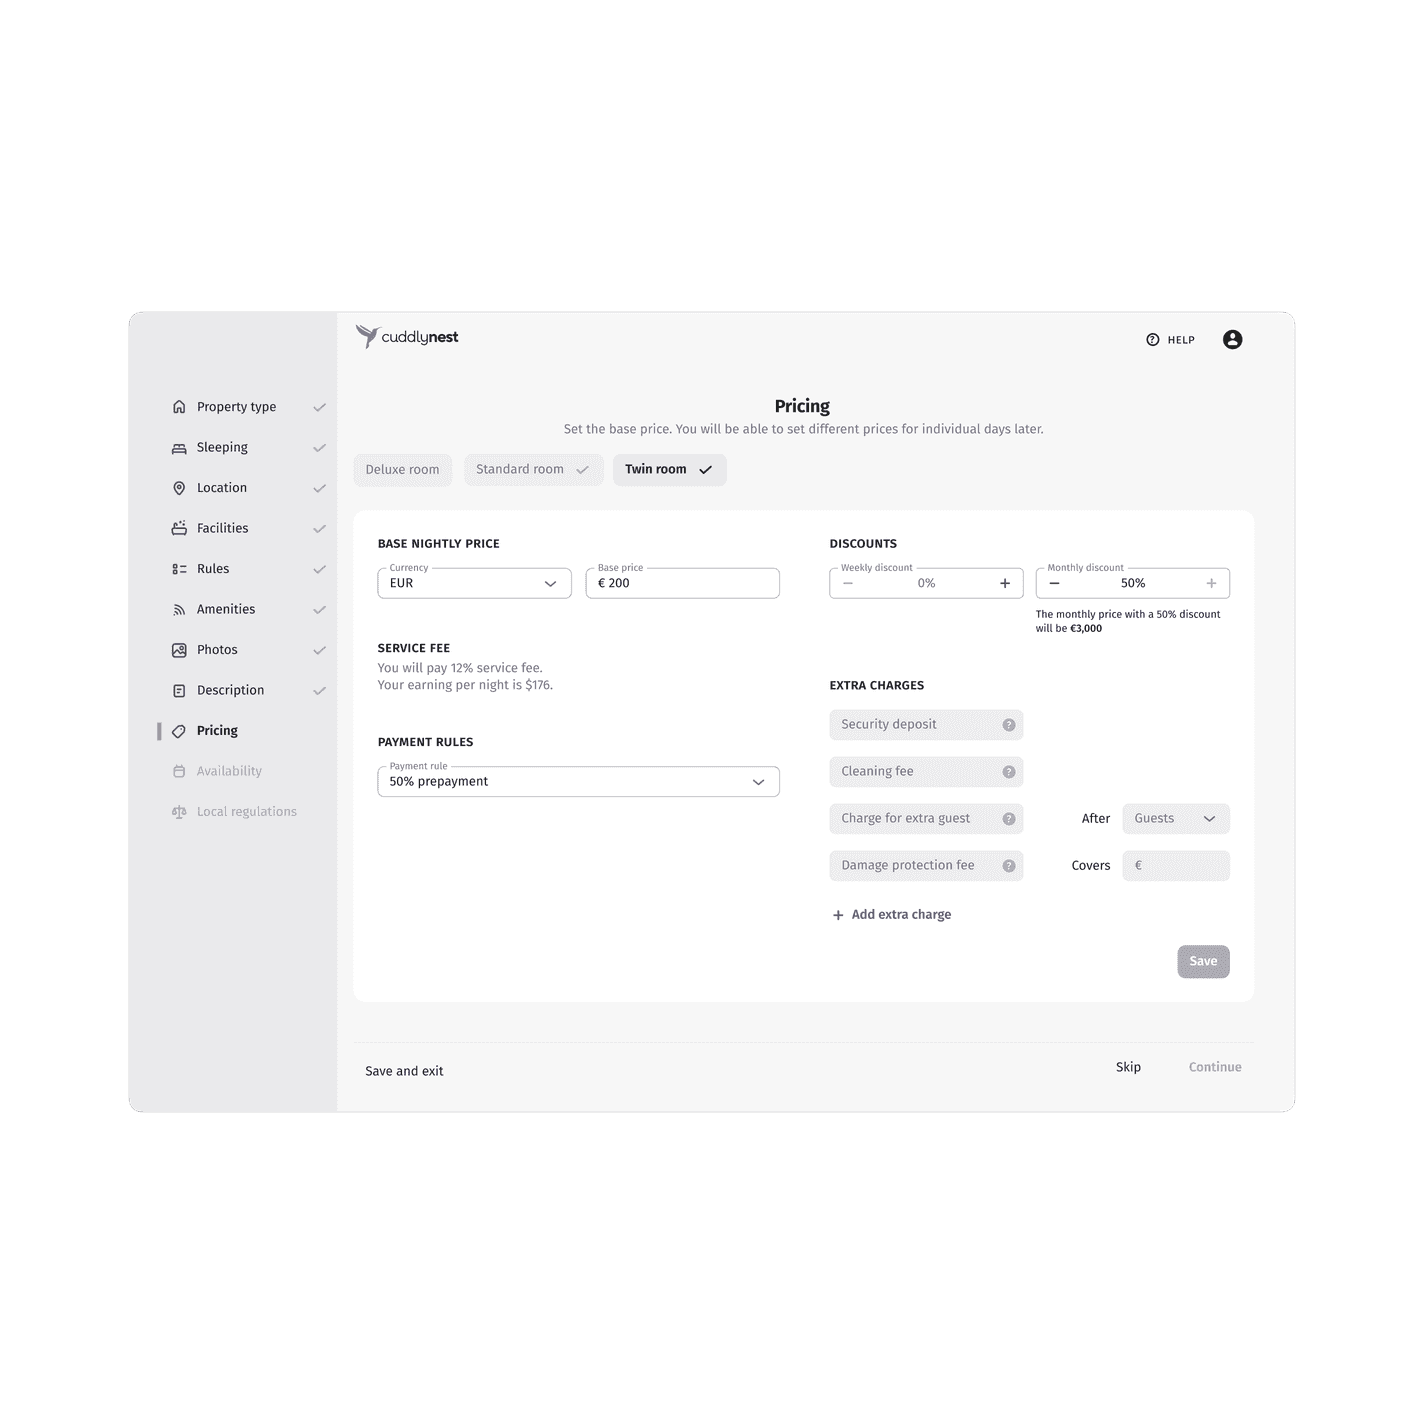 cuddlynest
HELP
Property type
Sleeping
Location
Facilities
Rules
Amenities
Photos
Description
Pricing
Availability
Local regulations
Pricing
Set the base price. You will be able to set different prices for individual days later.
Deluxe room
Standard room
Twin room
BASE NIGHTLY PRICE
Currency
EUR
Base price
€ 200
SERVICE FEE
You will pay 12% service fee.
Your earning per night is $176.
PAYMENT RULES
Payment rule
50% prepayment
DISCOUNTS
Weekly discount
− 0% +
Monthly discount
− 50% +
The monthly price with a 50% discount
will be €3,000
EXTRA CHARGES
Security deposit ?
Cleaning fee ?
Charge for extra guest ? After Guests
Damage protection fee ? Covers €
+ Add extra charge
Save
Save and exit
Skip
Continue